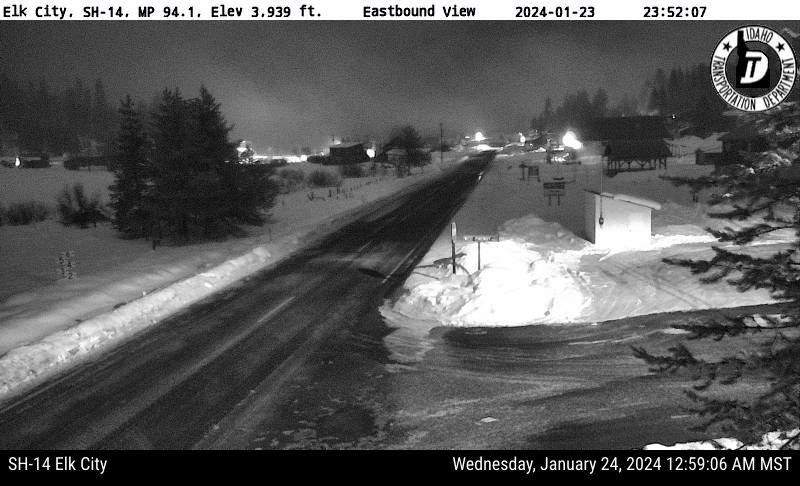 Elk City, SH-14, MP 94.1, Elev 3,939 ft. Eastbound View 2024-01-23 23:52:07
IDAHO
TRANSPORTATION DEPARTMENT
SH-14 Elk City Wednesday, January 24, 2024 12:59:06 AM MST